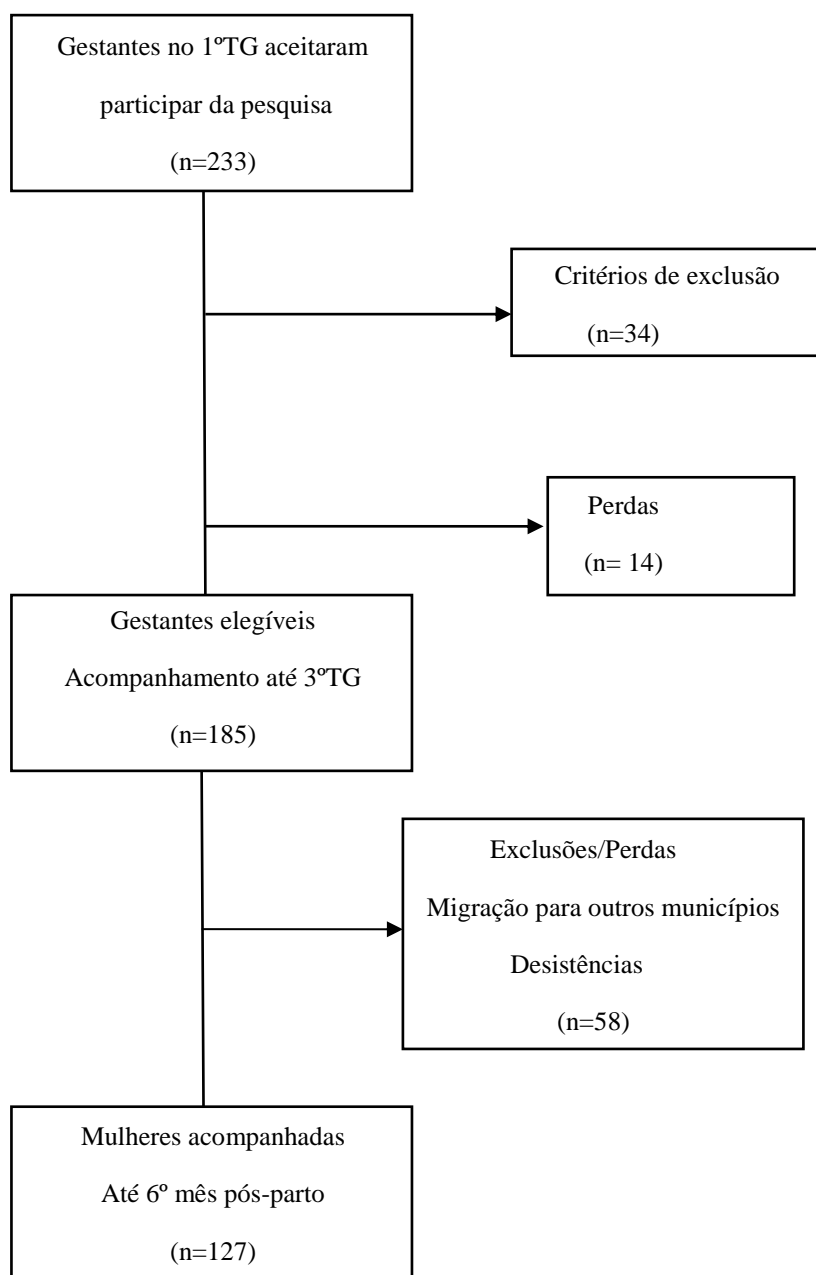 Gestantes no 1ºTG aceitaram
participar da pesquisa
(n=233)
Critérios de exclusão
(n=34)
Perdas
(n= 14)
Gestantes elegíveis
Acompanhamento até 3ºTG
(n=185)
Exclusões/Perdas
Migração para outros municípios
Desistências
(n=58)
Mulheres acompanhadas
Até 6º mês pós-parto
(n=127)